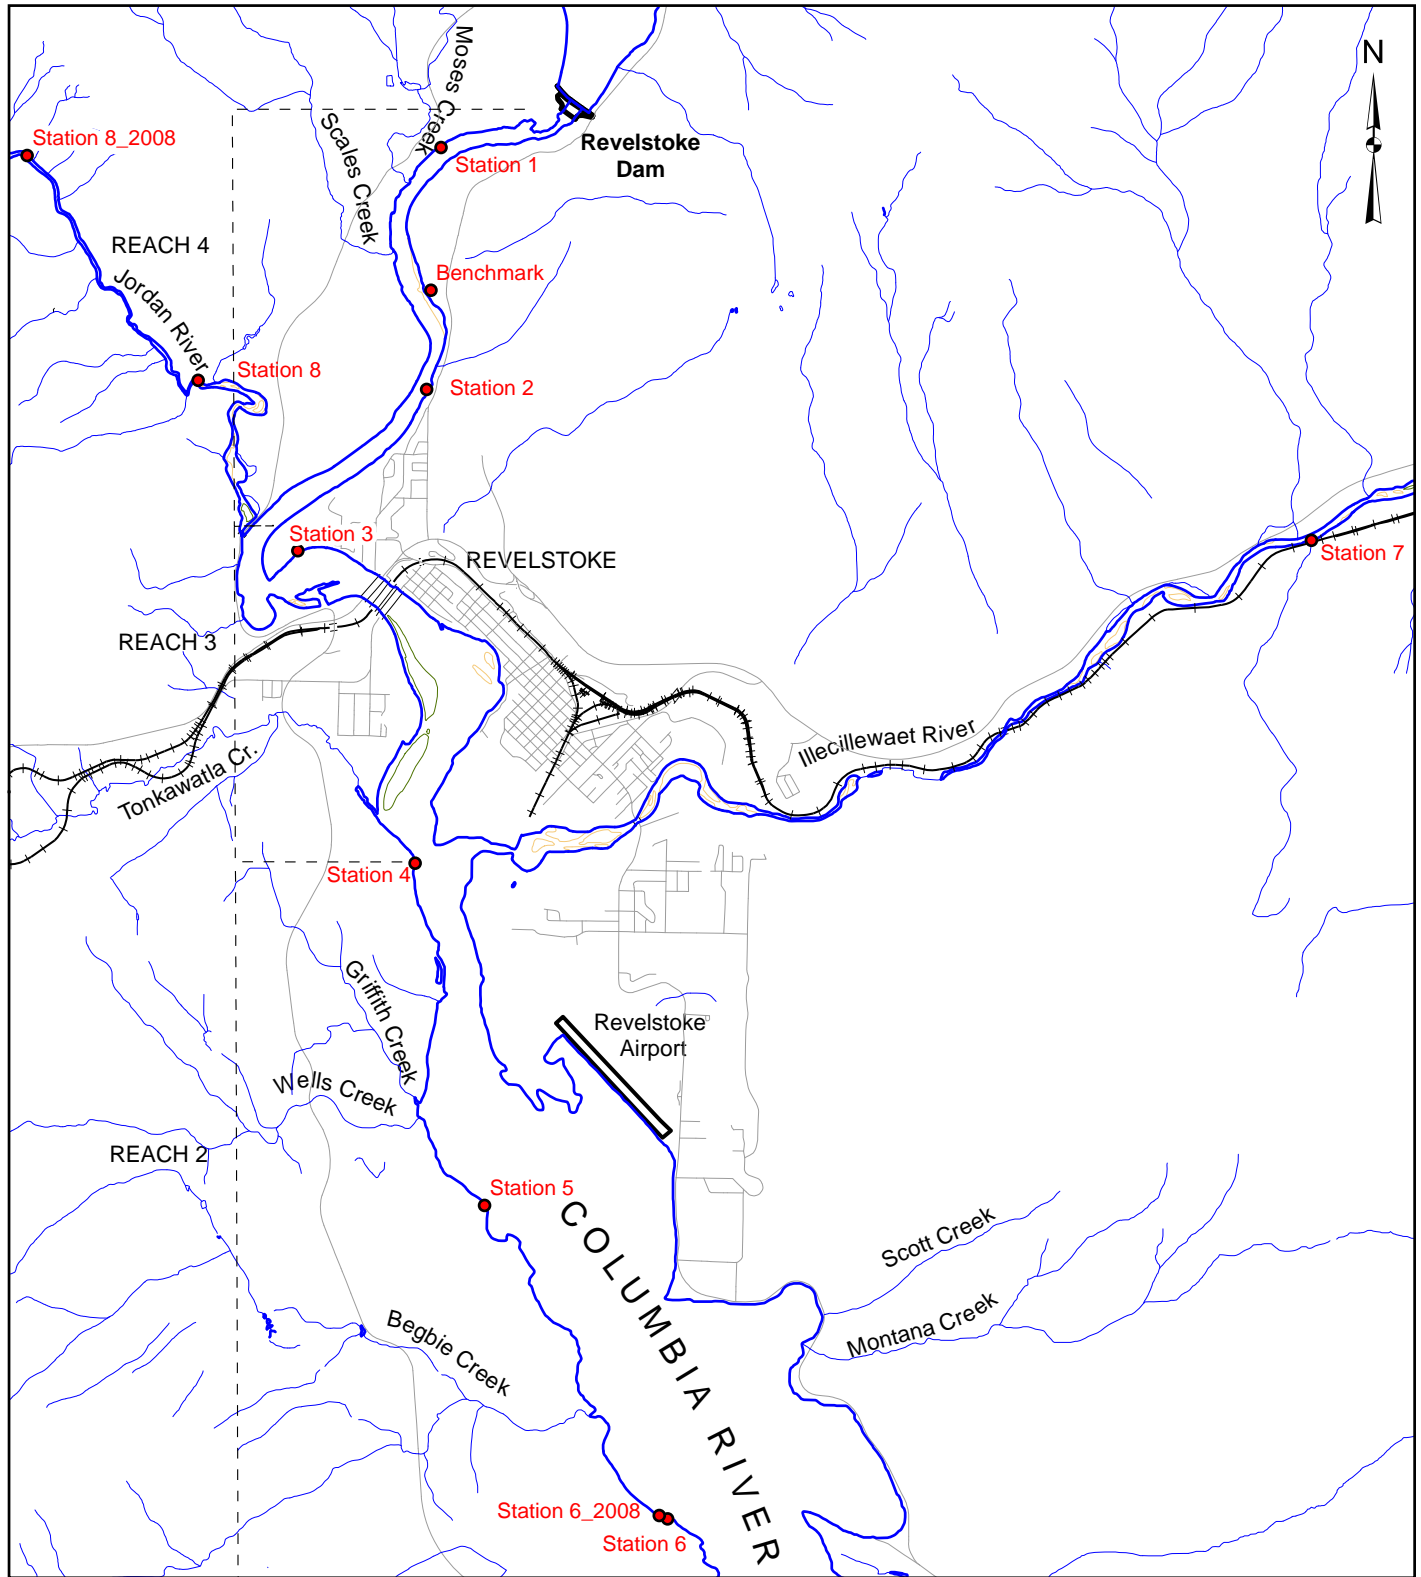 N
Moses Creek
Scales Creek
Station 8_2008
Revelstoke
Dam
Station 1
REACH 4
Benchmark
Jordan River
Station 8
Station 2
Station 3
REVELSTOKE
Station 7
REACH 3
Illecillewaet River
Tonkawatla Cr.
Station 4
Griffith Creek
Revelstoke
Airport
Wells Creek
REACH 2
Station 5
COLUMBIA RIVER
Scott Creek
Montana Creek
Begbie Creek
Station 6_2008
Station 6